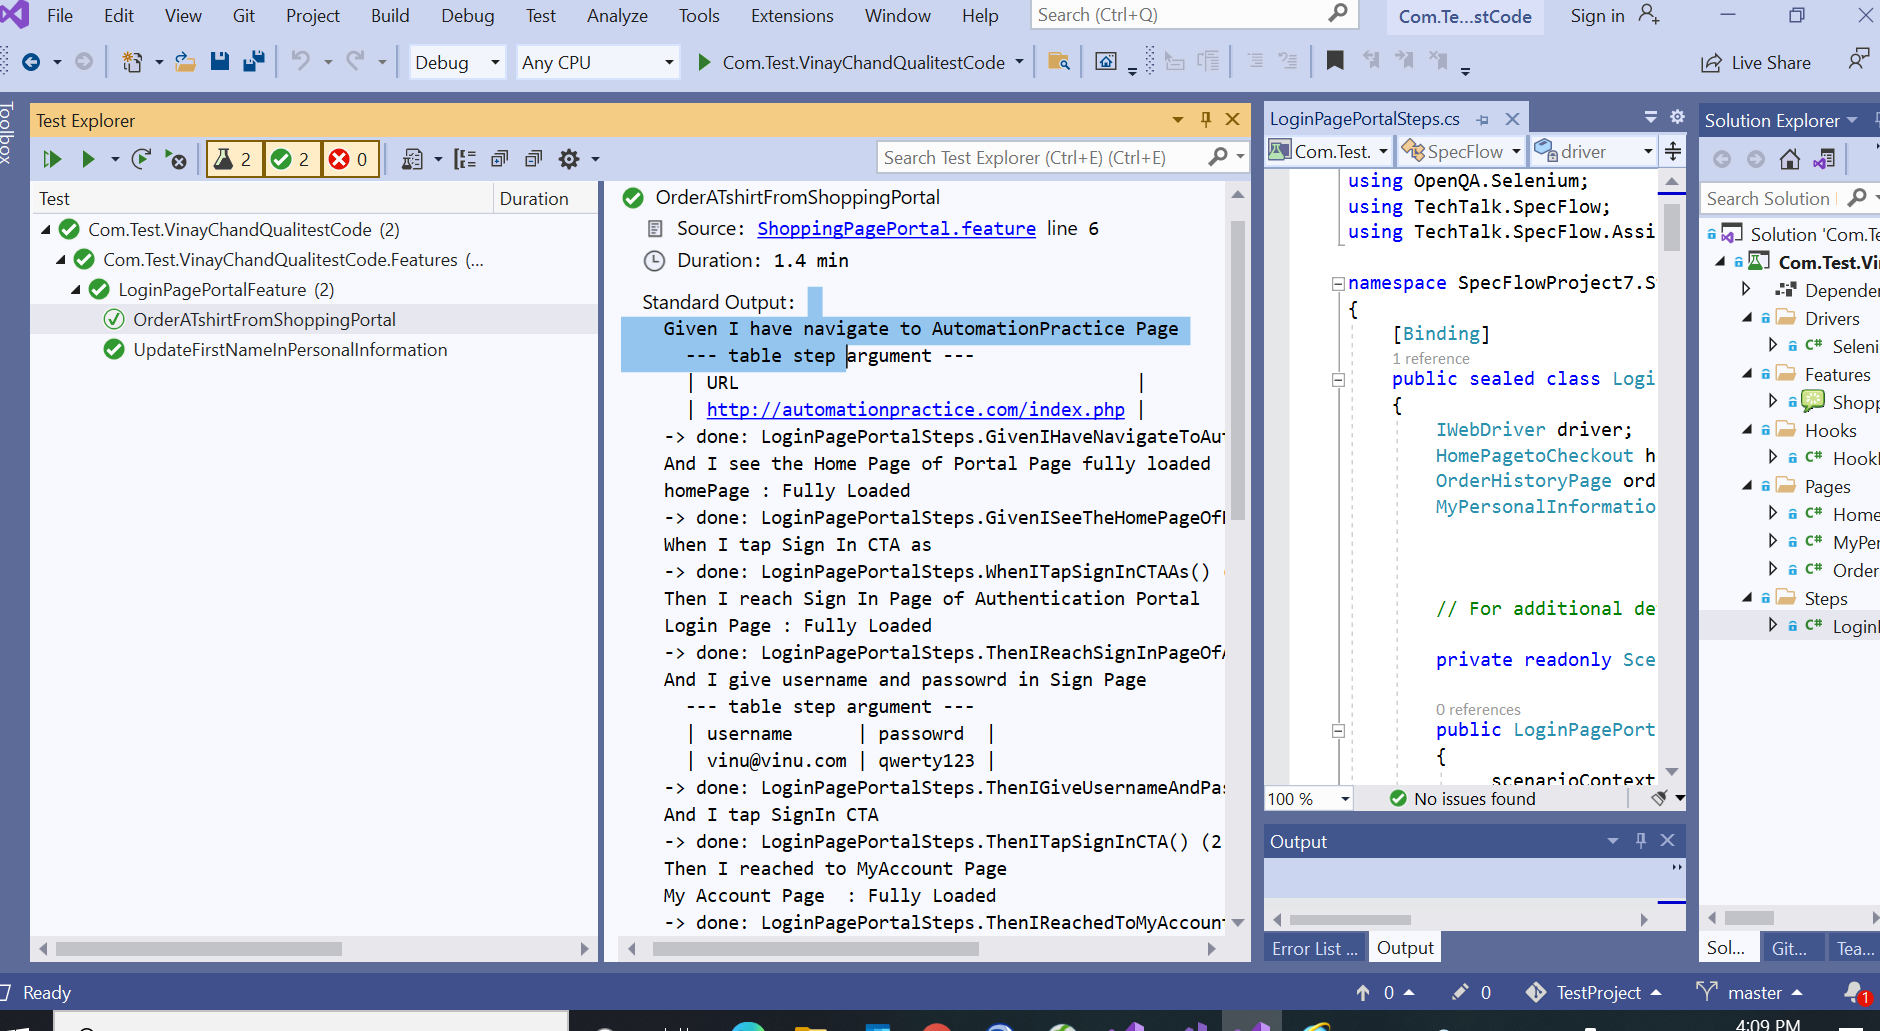 File Edit View Git Project Build Debug Test Analyze Tools Extensions Window Help Search (Ctrl+Q) Com.Te...stCode Sign in
Debug Any CPU Com.Test.VinayChandQualitestCode Live Share
Toolbox
Test Explorer
2 2 0 Search Test Explorer (Ctrl+E) (Ctrl+E)
Test Duration
Com.Test.VinayChandQualitestCode (2)
Com.Test.VinayChandQualitestCode.Features (...
LoginPagePortalFeature (2)
OrderATshirtFromShoppingPortal
UpdateFirstNameInPersonalInformation
OrderATshirtFromShoppingPortal
Source: ShoppingPagePortal.feature line 6
Duration: 1.4 min
Standard Output:
Given I have navigate to AutomationPractice Page
--- table step argument ---
| URL |
| http://automationpractice.com/index.php |
-> done: LoginPagePortalSteps.GivenIHaveNavigateToAut
And I see the Home Page of Portal Page fully loaded
homePage : Fully Loaded
-> done: LoginPagePortalSteps.GivenISeeTheHomePageOf
When I tap Sign In CTA as
-> done: LoginPagePortalSteps.WhenITapSignInCTAAs()
Then I reach Sign In Page of Authentication Portal
Login Page : Fully Loaded
-> done: LoginPagePortalSteps.ThenIReachSignInPageOfA
And I give username and passowrd in Sign Page
--- table step argument ---
| username | passowrd |
| vinu@vinu.com | qwerty123 |
-> done: LoginPagePortalSteps.ThenIGiveUsernameAndPas
And I tap SignIn CTA
-> done: LoginPagePortalSteps.ThenITapSignInCTA() (2
Then I reached to MyAccount Page
My Account Page : Fully Loaded
-> done: LoginPagePortalSteps.ThenIReachedToMyAccount
LoginPagePortalSteps.cs
Com.Test. SpecFlow driver
using OpenQA.Selenium;
using TechTalk.SpecFlow;
using TechTalk.SpecFlow.Assi
namespace SpecFlowProject7.S
{
[Binding]
1 reference
public sealed class Logi
{
IWebDriver driver;
HomePagetoCheckout h
OrderHistoryPage ord
MyPersonalInformatio
// For additional de
private readonly Sce
0 references
public LoginPagePort
{
scenarioContext
100 % No issues found
Output
Error List ... Output
Solution Explorer
Search Solution
Solution 'Com.Te
Com.Test.Vi
Depende
Drivers
C# Seleni
Features
Shopp
Hooks
C# Hook
Pages
C# Home
C# MyPer
C# Order
Steps
C# Login
Sol... Git... Tea...
Ready 0 0 TestProject master 1
4:09 PM